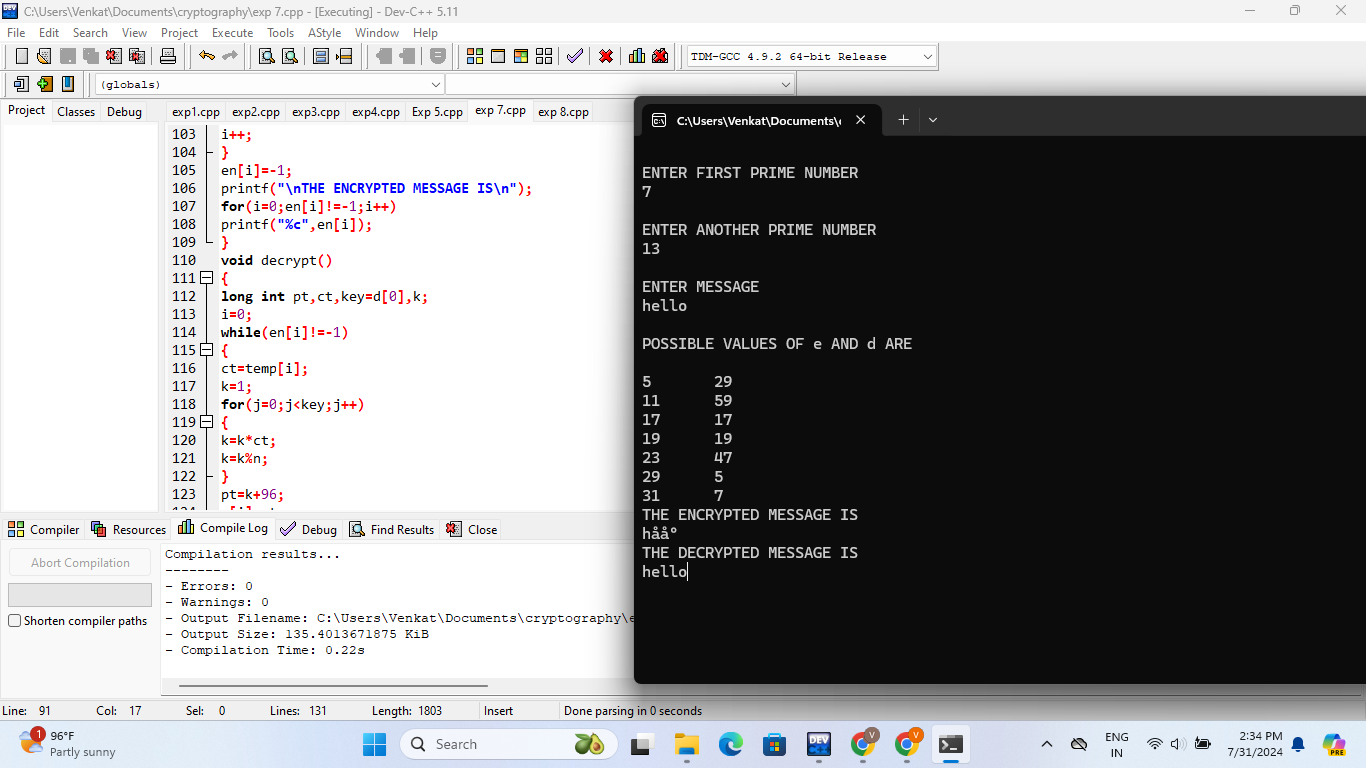 C:\Users\Venkat\Documents\cryptography\exp 7.cpp - [Executing] - Dev-C++ 5.11
File Edit Search View Project Execute Tools AStyle Window Help
TDM-GCC 4.9.2 64-bit Release
(globals)
Project Classes Debug
exp1.cpp exp2.cpp exp3.cpp exp4.cpp Exp 5.cpp exp 7.cpp exp 8.cpp
103 i++;
104 }
105 en[i]=-1;
106 printf("\nTHE ENCRYPTED MESSAGE IS\n");
107 for(i=0;en[i]!=-1;i++)
108 printf("%c",en[i]);
109 }
110 void decrypt()
111 {
112 long int pt,ct,key=d[0],k;
113 i=0;
114 while(en[i]!=-1)
115 {
116 ct=temp[i];
117 k=1;
118 for(j=0;j<key;j++)
119 {
120 k=k*ct;
121 k=k%n;
122 }
123 pt=k+96;
C:\Users\Venkat\Documents\
ENTER FIRST PRIME NUMBER
7
ENTER ANOTHER PRIME NUMBER
13
ENTER MESSAGE
hello
POSSIBLE VALUES OF e AND d ARE
5 29
11 59
17 17
19 19
23 47
29 5
31 7
THE ENCRYPTED MESSAGE IS
håå°
THE DECRYPTED MESSAGE IS
hello
Compiler Resources Compile Log Debug Find Results Close
Abort Compilation
Shorten compiler paths
Compilation results...
--------
- Errors: 0
- Warnings: 0
- Output Filename: C:\Users\Venkat\Documents\cryptography\e
- Output Size: 135.4013671875 KiB
- Compilation Time: 0.22s
Line: 91 Col: 17 Sel: 0 Lines: 131 Length: 1803 Insert Done parsing in 0 seconds
1
96°F
Partly sunny
Search
DEV
V
V
ENG
IN
2:34 PM
7/31/2024
PRE